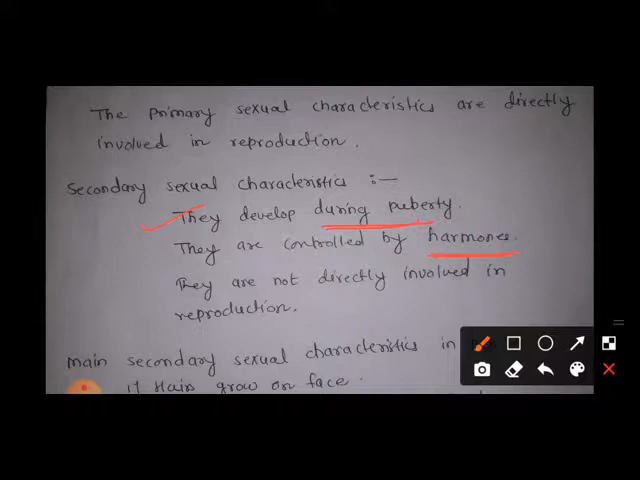 The primary sexual characteristics are directly
involved in reproduction.
Secondary sexual characteristics :—
They develop during puberty.
They are controlled by harmones.
They are not directly involved in
reproduction.
main secondary sexual characteristics in
1) Hairs grow on face.